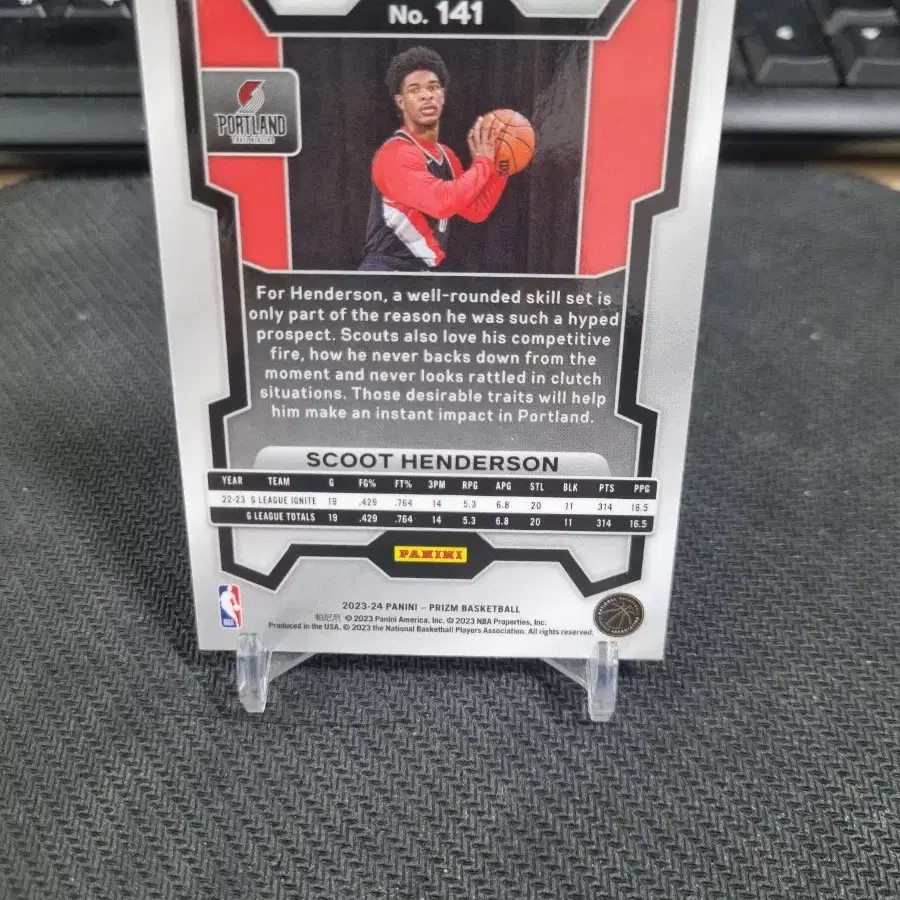 No. 141
PORTLAND
TRAIL BLAZERS
For Henderson, a well-rounded skill set is
only part of the reason he was such a hyped
prospect. Scouts also love his competitive
fire, how he never backs down from the
moment and never looks rattled in clutch
situations. Those desirable traits will help
him make an instant impact in Portland.
SCOOT HENDERSON
YEAR TEAM G FG% FT% 3PM RPG APG STL BLK PTS PPG
22-23 G LEAGUE IGNITE 19 .429 .764 14 5.3 6.8 20 11 314 16.5
G LEAGUE TOTALS 19 .429 .764 14 5.3 6.8 20 11 314 16.5
PANINI
2023-24 PANINI – PRIZM BASKETBALL
帕尼尼 © 2023 Panini America, Inc. © 2023 NBA Properties, Inc.
Produced in the USA. © 2023 the National Basketball Players Association. All rights reserved.
NBA